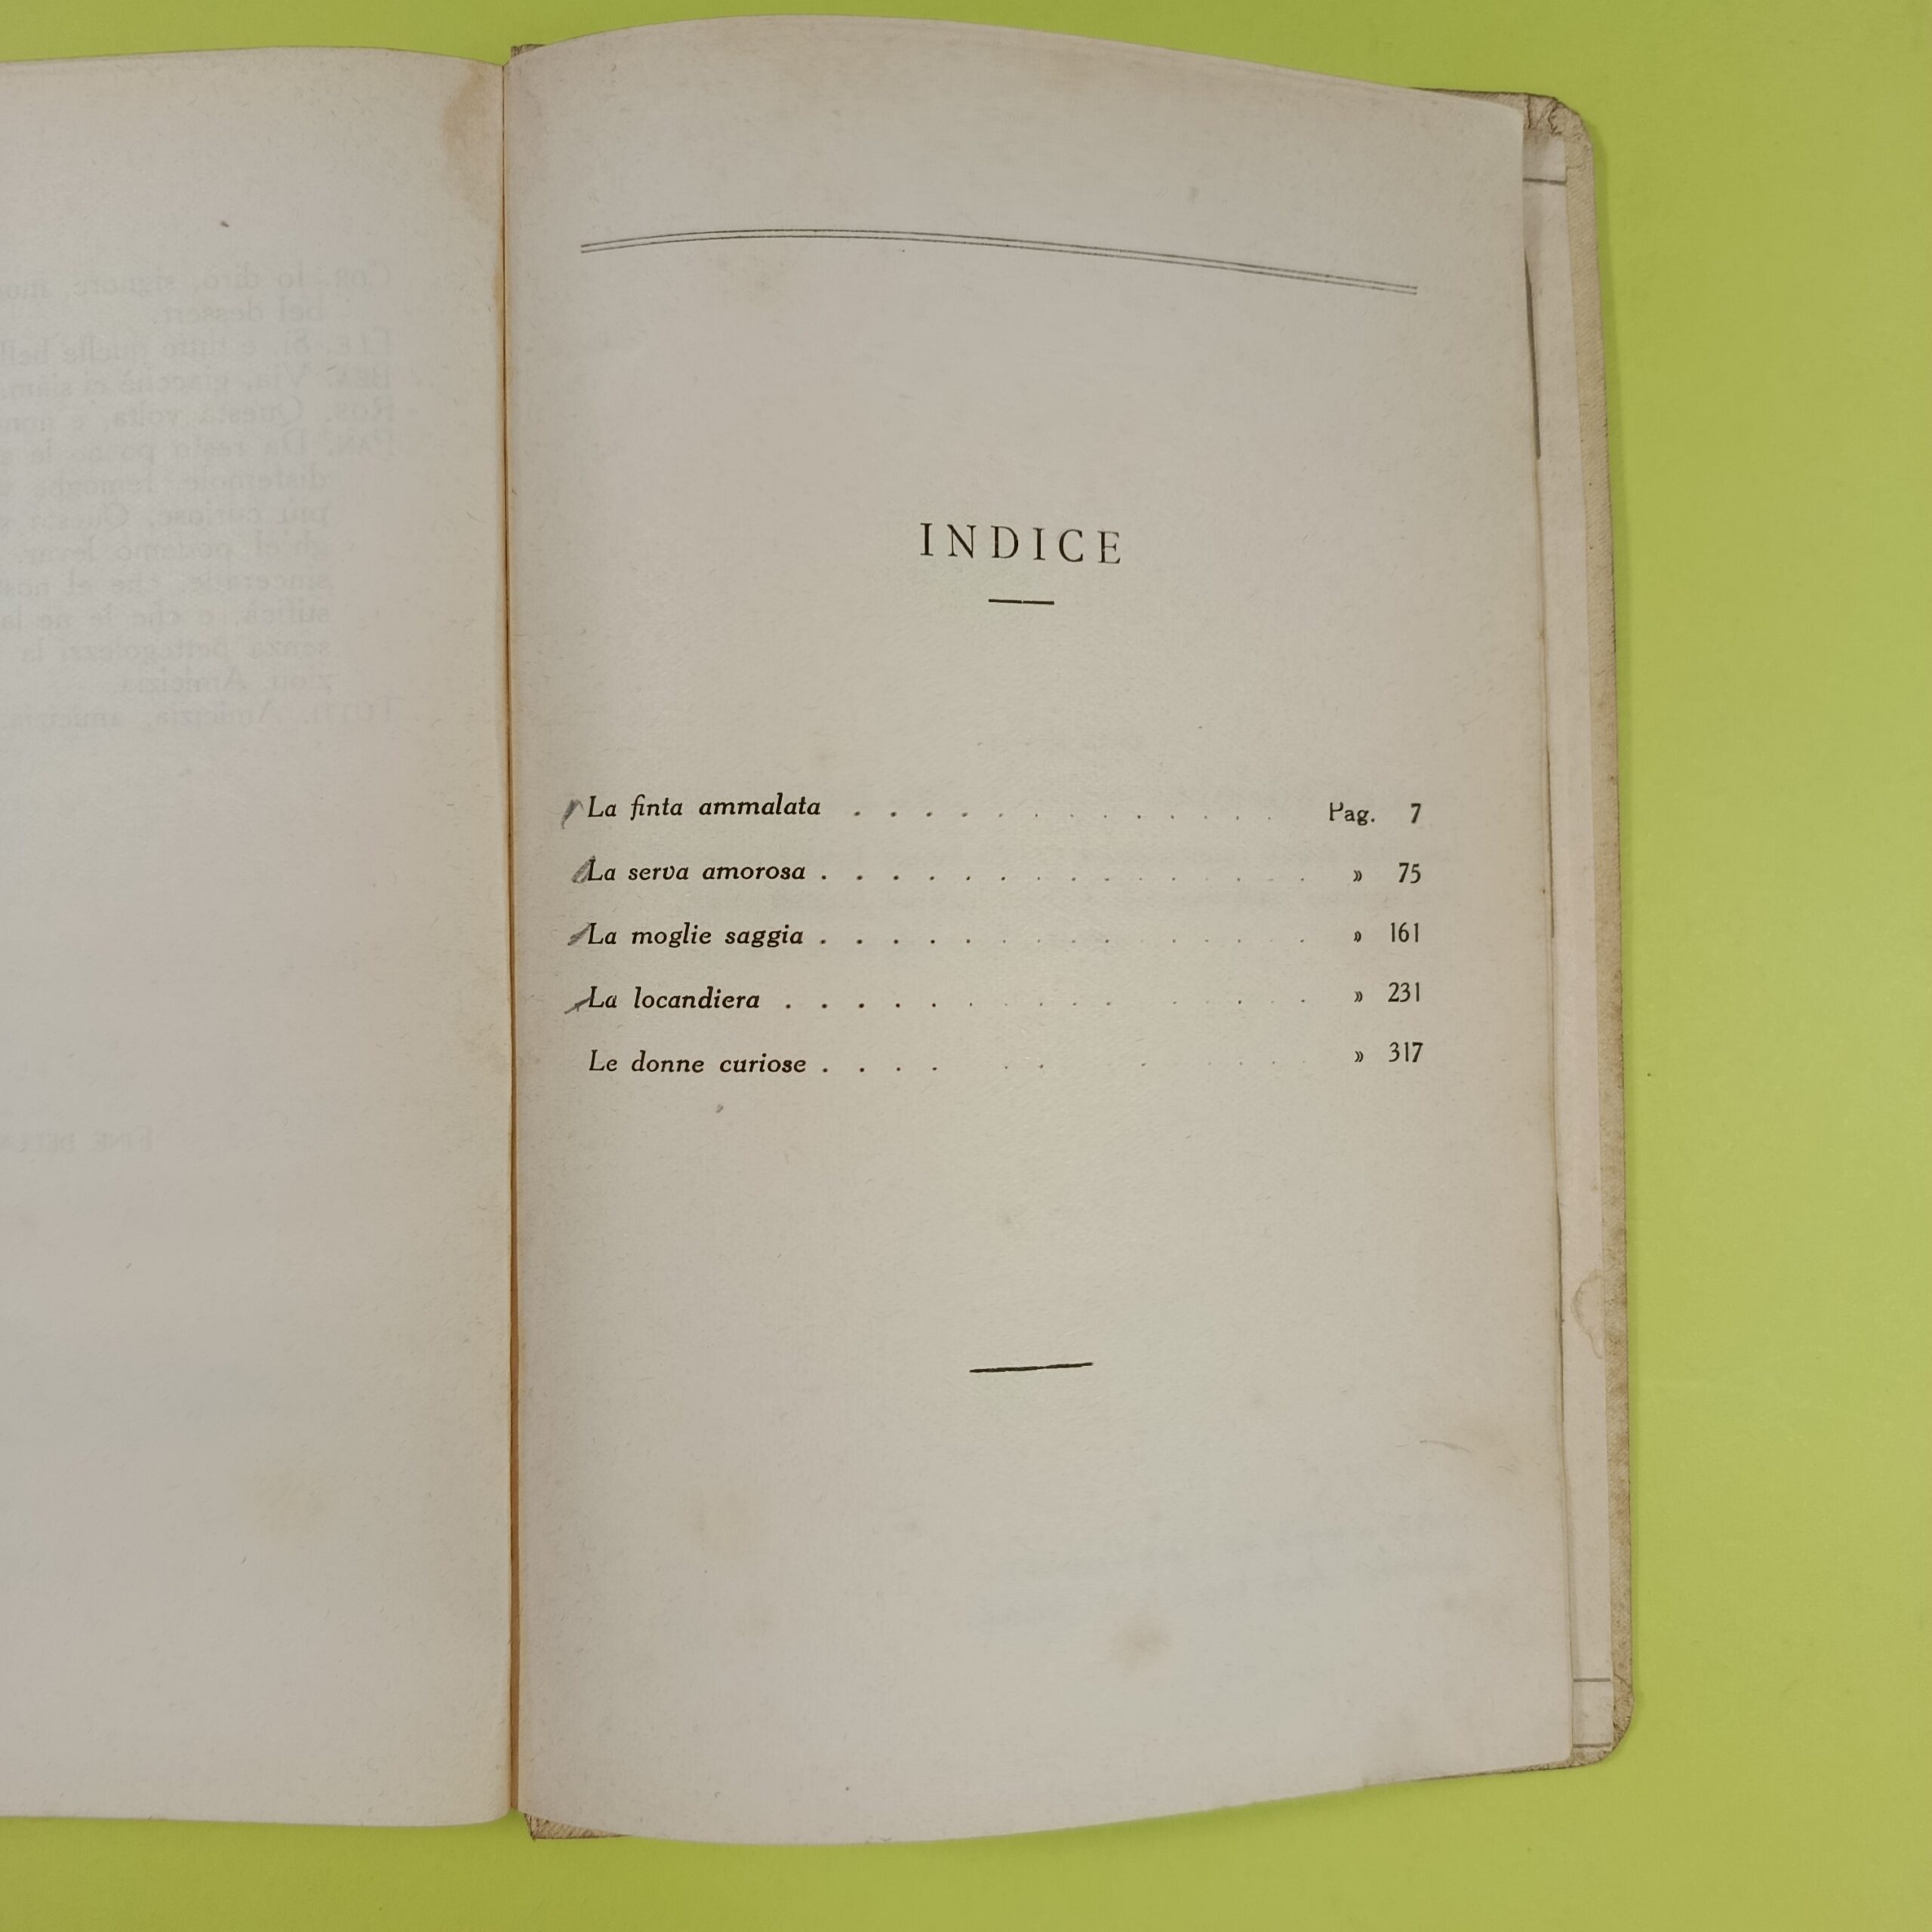 INDICE
La finta ammalata . . . . . . . . . . . . Pag. 7
La serva amorosa . . . . . . . . . . . . . . » 75
La moglie saggia . . . . . . . . . . . . . . » 161
La locandiera . . . . . . . . . . . . . . » 231
Le donne curiose . . . . . . . . . . . » 317